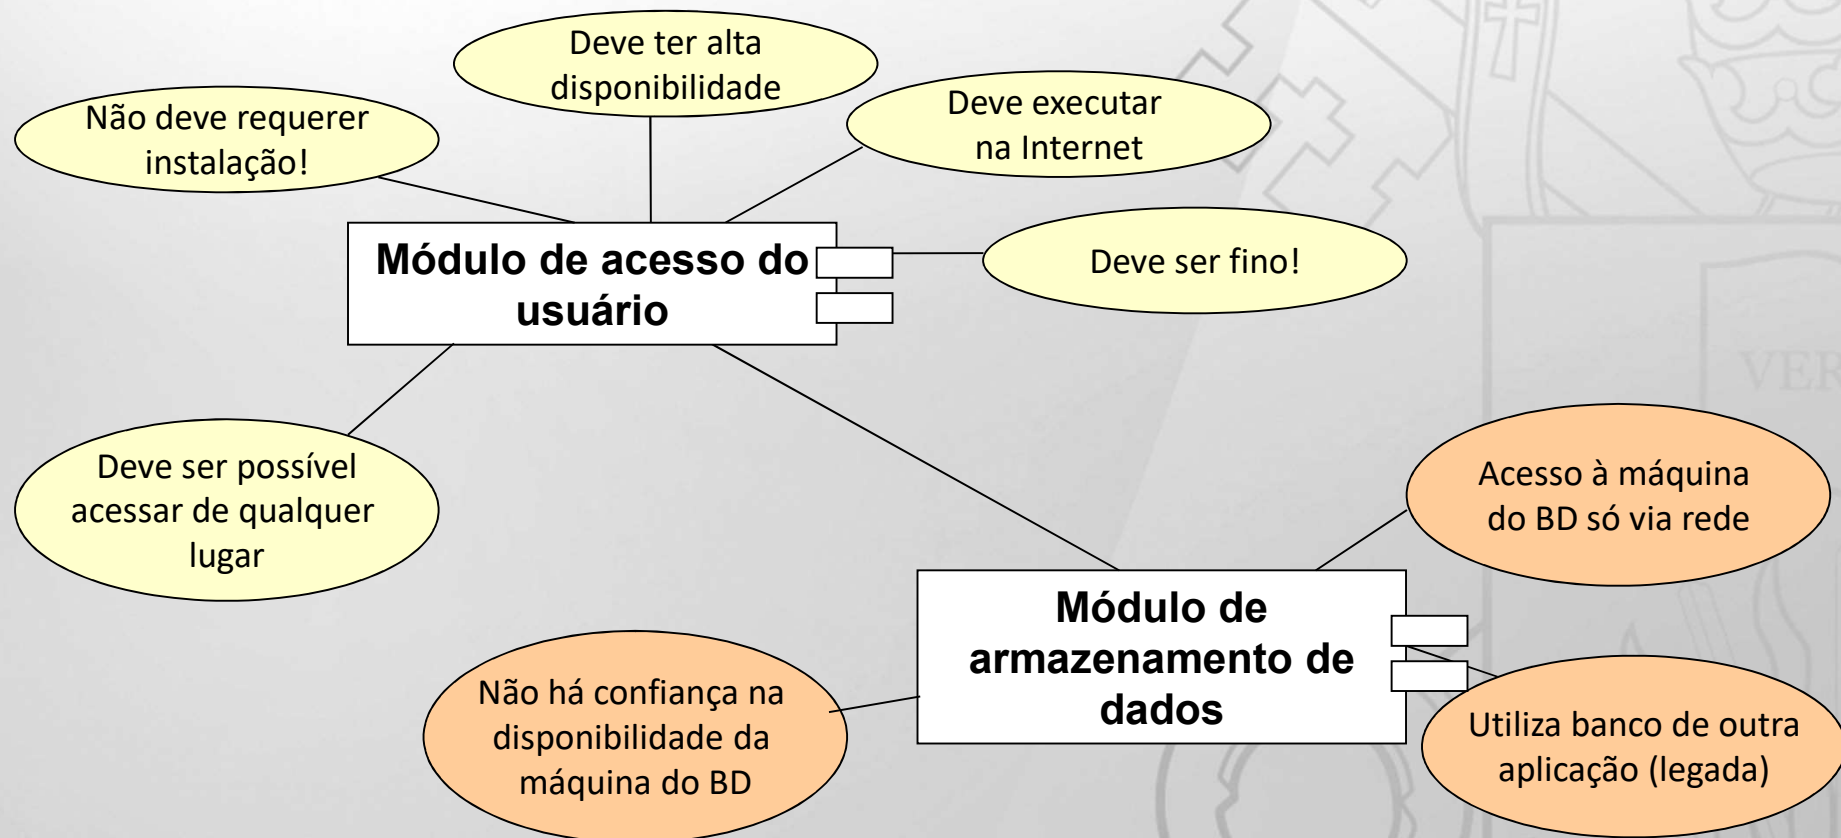 Deve ter alta
disponibilidade
Não deve requerer
instalação!
Deve executar
na Internet
Módulo de acesso do
usuário
Deve ser fino!
Deve ser possível
acessar de qualquer
lugar
Acesso à máquina
do BD só via rede
Módulo de
armazenamento de
dados
Não há confiança na
disponibilidade da
máquina do BD
Utiliza banco de outra
aplicação (legada)